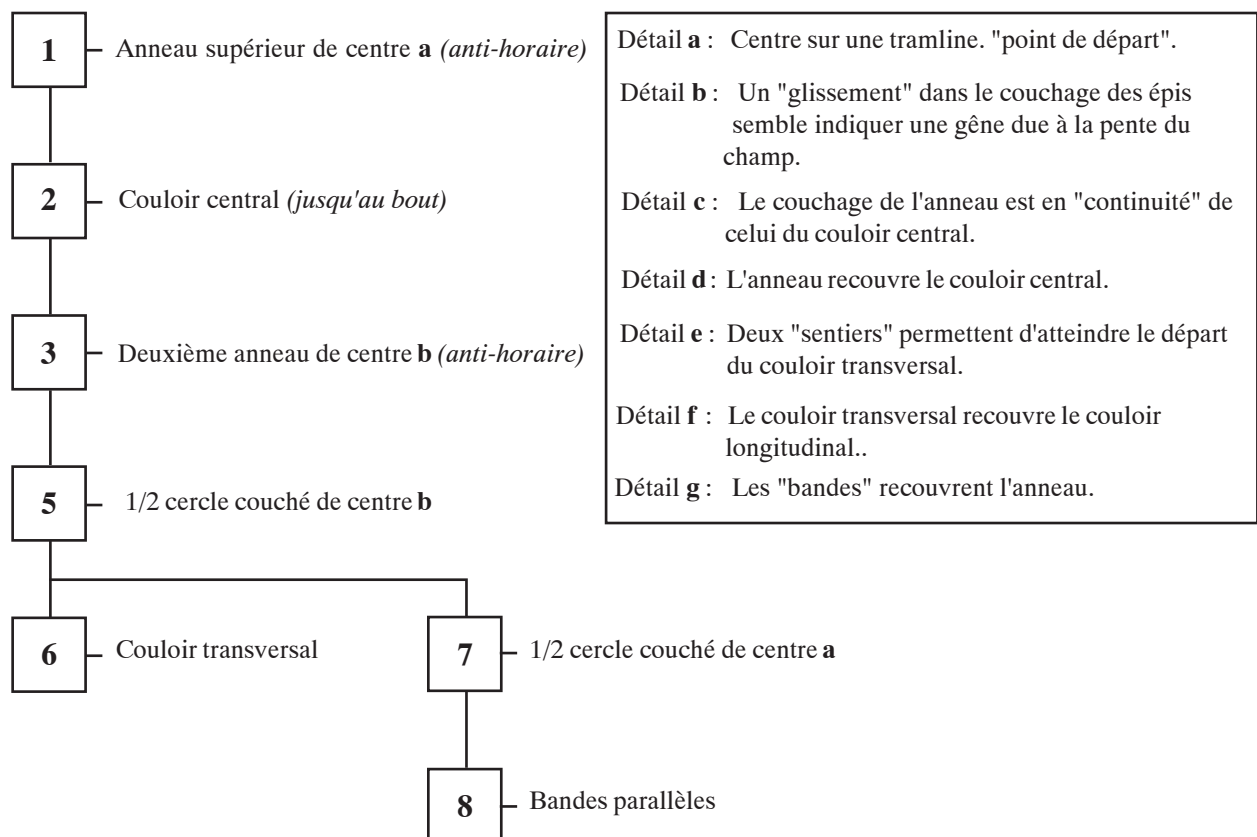 1
Anneau supérieur de centre a (anti-horaire)
2
Couloir central (jusqu'au bout)
3
Deuxième anneau de centre b (anti-horaire)
5
1/2 cercle couché de centre b
6
Couloir transversal
7
1/2 cercle couché de centre a
8
Bandes parallèles
Détail a : Centre sur une tramline. "point de départ".
Détail b : Un "glissement" dans le couchage des épis
semble indiquer une gêne due à la pente du
champ.
Détail c : Le couchage de l'anneau est en "continuité" de
celui du couloir central.
Détail d : L'anneau recouvre le couloir central.
Détail e : Deux "sentiers" permettent d'atteindre le départ
du couloir transversal.
Détail f : Le couloir transversal recouvre le couloir
longitudinal..
Détail g : Les "bandes" recouvrent l'anneau.